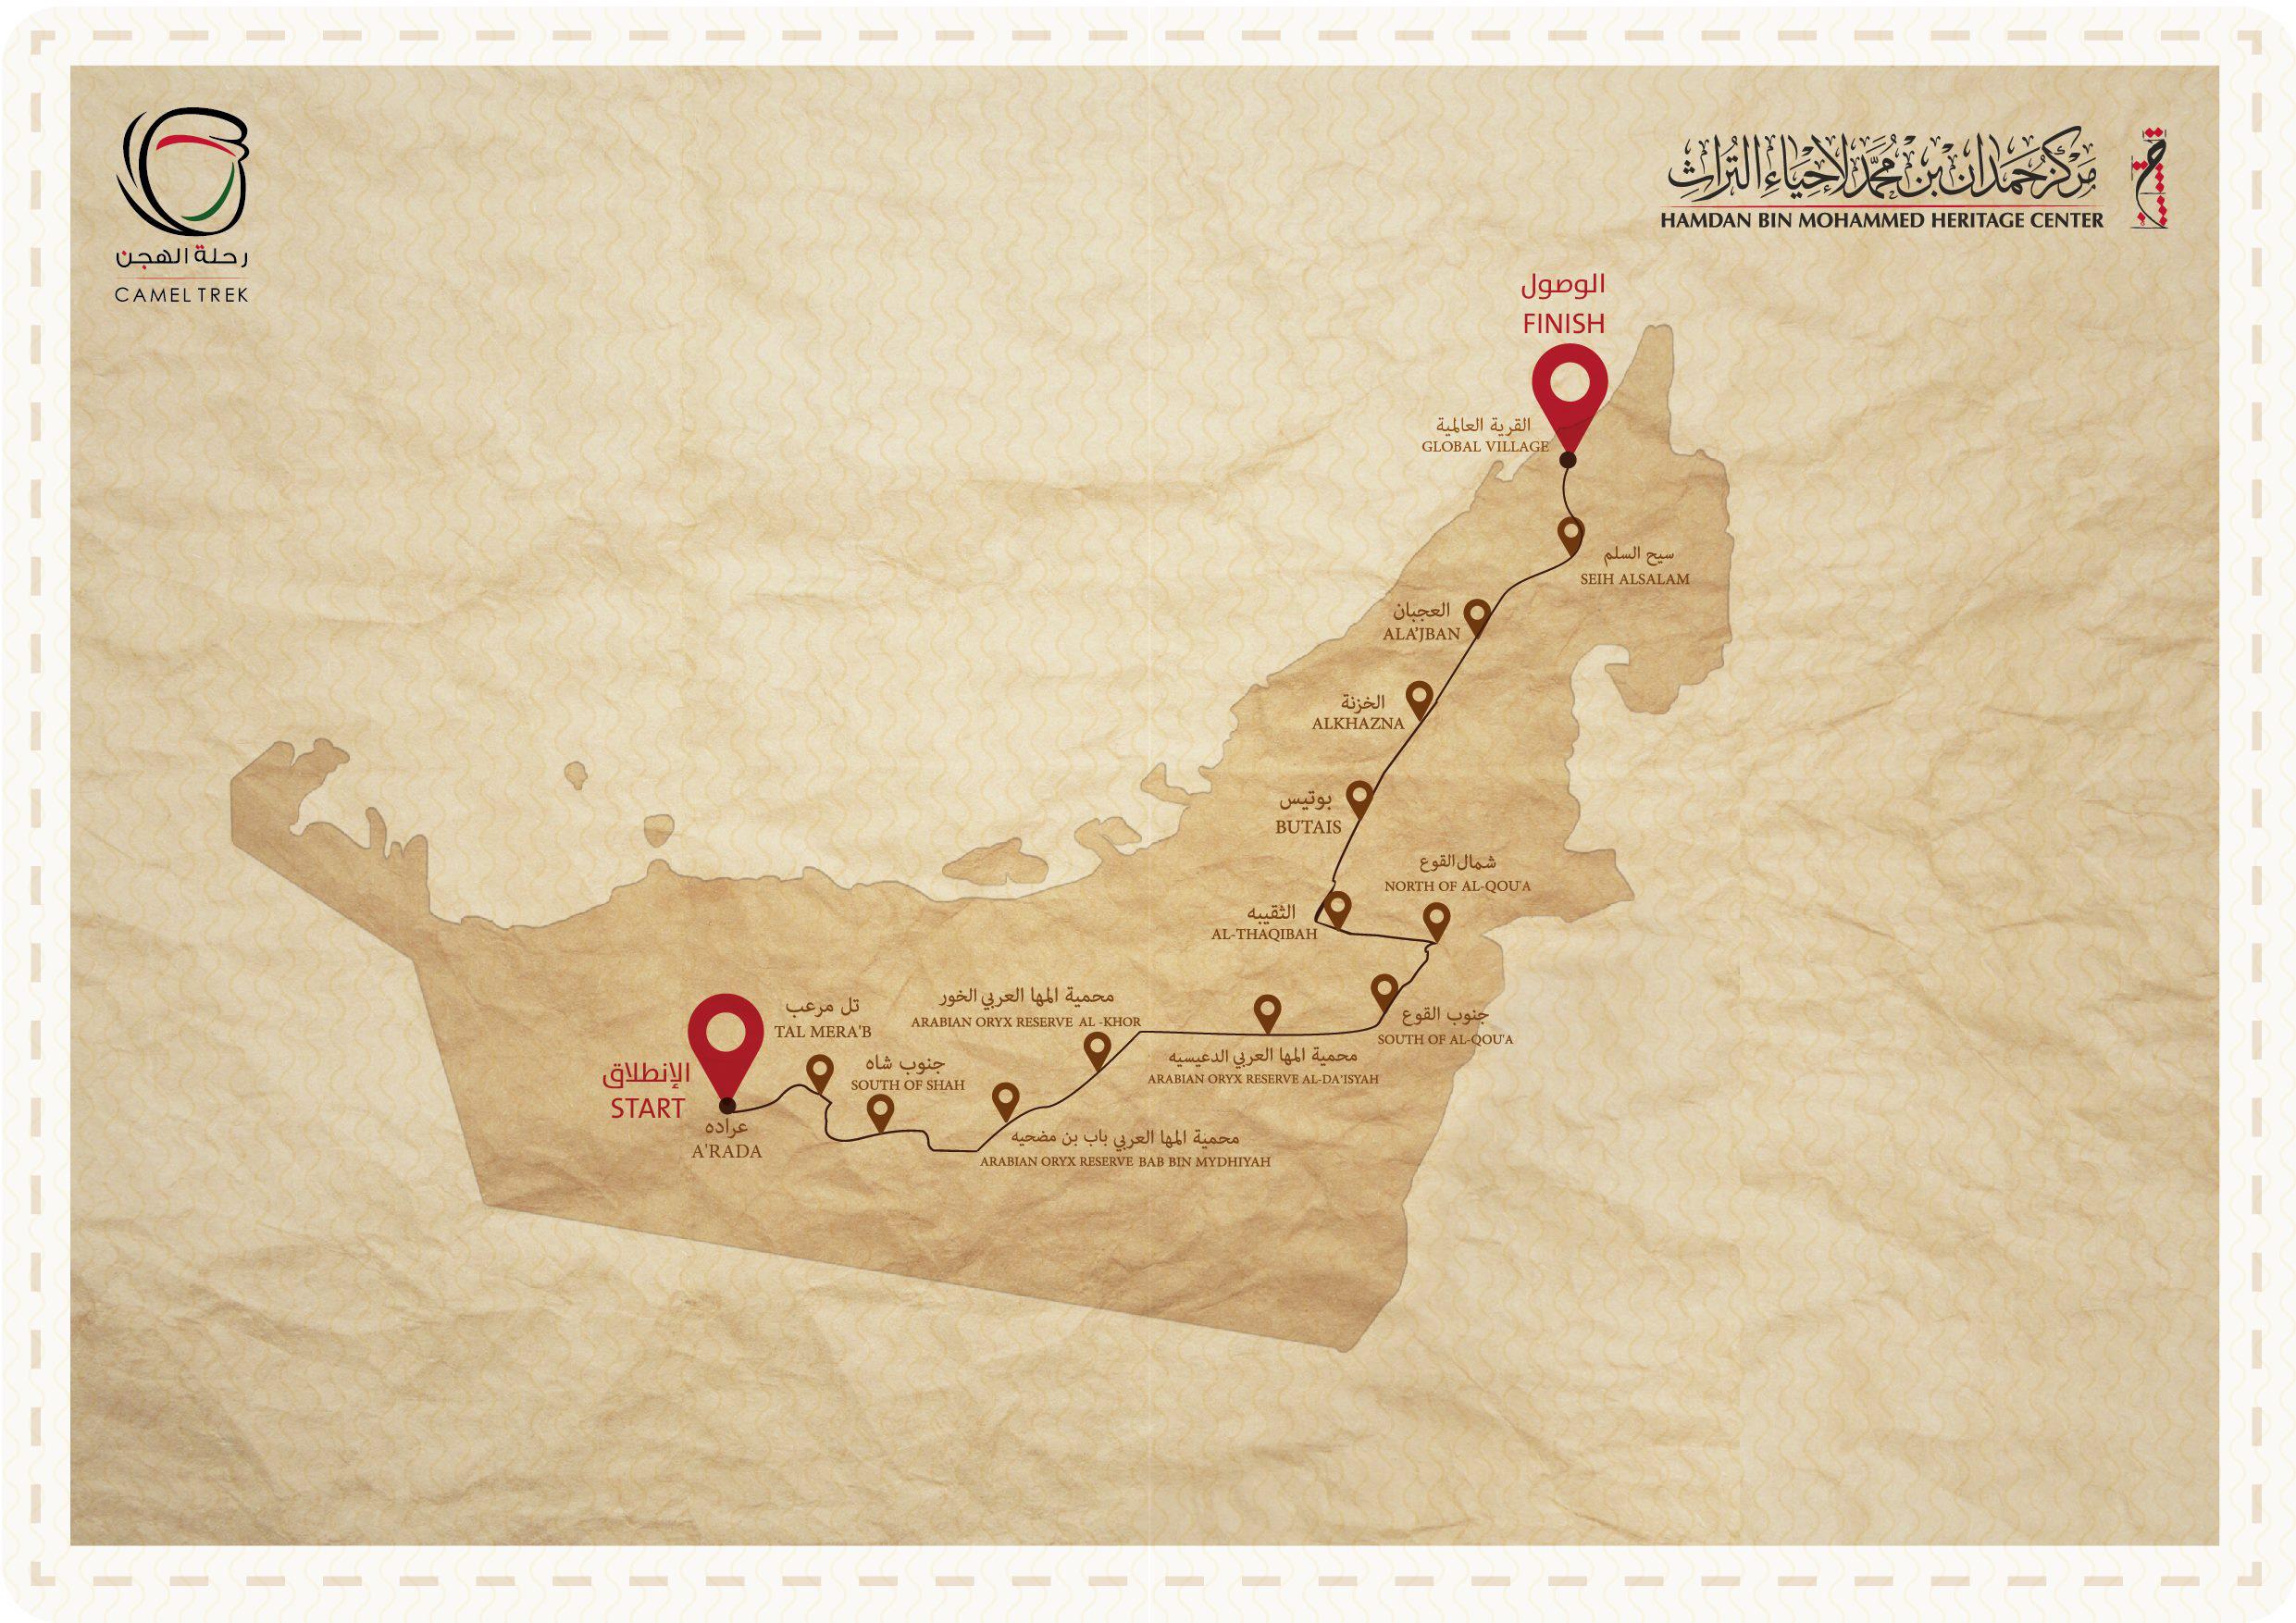 رحلة الهجن
CAMEL TREK
مركز حمدان بن محمد لإحياء التراث
HAMDAN BIN MOHAMMED HERITAGE CENTER
الوصول
FINISH
القرية العالمية
GLOBAL VILLAGE
سيح السلم
SEIH ALSALAM
العجبان
ALA'JBAN
الخزنة
ALKHAZNA
بوتيس
BUTAIS
شمال القوع
NORTH OF AL-QOU'A
الثقيبه
AL-THAQIBAH
جنوب القوع
SOUTH OF AL-QOU'A
محمية المها العربي الدعيسيه
ARABIAN ORYX RESERVE AL-DA'ISYAH
محمية المها العربي الخور
ARABIAN ORYX RESERVE AL -KHOR
محمية المها العربي باب بن مضحيه
ARABIAN ORYX RESERVE BAB BIN MYDHIYAH
جنوب شاه
SOUTH OF SHAH
تل مرعب
TAL MERA'B
الإنطلاق
START
عراده
A'RADA